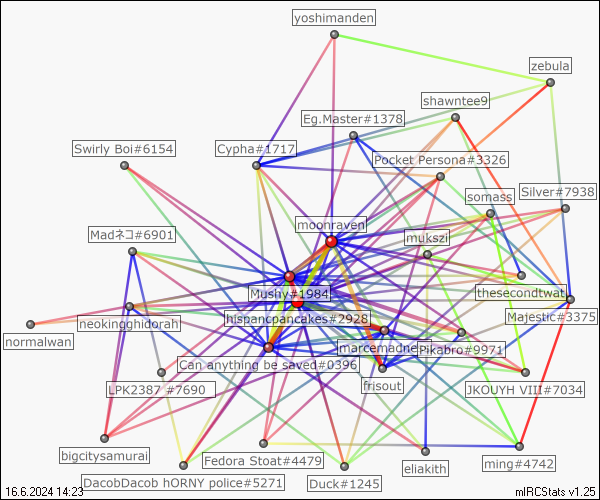 yoshimanden
zebula
shawntee9
Eg.Master#1378
Swirly Boi#6154
Cypha#1717
Pocket Persona#3326
Silver#7938
somass
moonraven
Madネコ#6901
mukszi
Mushy#1984
thesecondtwat
hispancpancakes#2928
Majestic#3375
neokingghidorah
normalwan
marcemadne
Pikabro#9971
Can anything be saved#0396
frisout
LPK2387 #7690
JKOUYH VIII#7034
bigcitysamurai
Fedora Stoat#4479
eliakith
ming#4742
DacobDacob hORNY police#5271
Duck#1245
16.6.2024 14:23
mIRCStats v1.25